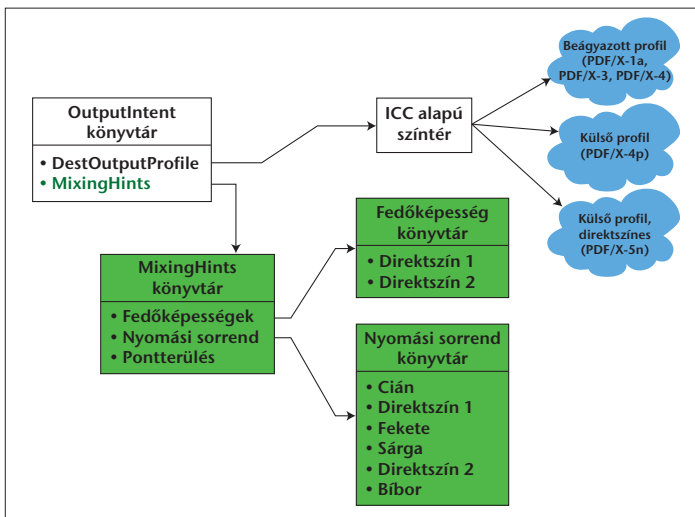 OutputIntent
könyvtár
• DestOutputProfile
• MixingHints
ICC alapú
színtér
Beágyazott profil
(PDF/X-1a,
PDF/X-3, PDF/X-4)
Külső profil
(PDF/X-4p)
Külső profil,
direktszínes
(PDF/X-5n)
MixingHints
könyvtár
• Fedőképességek
• Nyomási sorrend
• Pontterülés
Fedőképesség
könyvtár
• Direktszín 1
• Direktszín 2
Nyomási sorrend
könyvtár
• Cián
• Direktszín 1
• Fekete
• Sárga
• Direktszín 2
• Bíbor